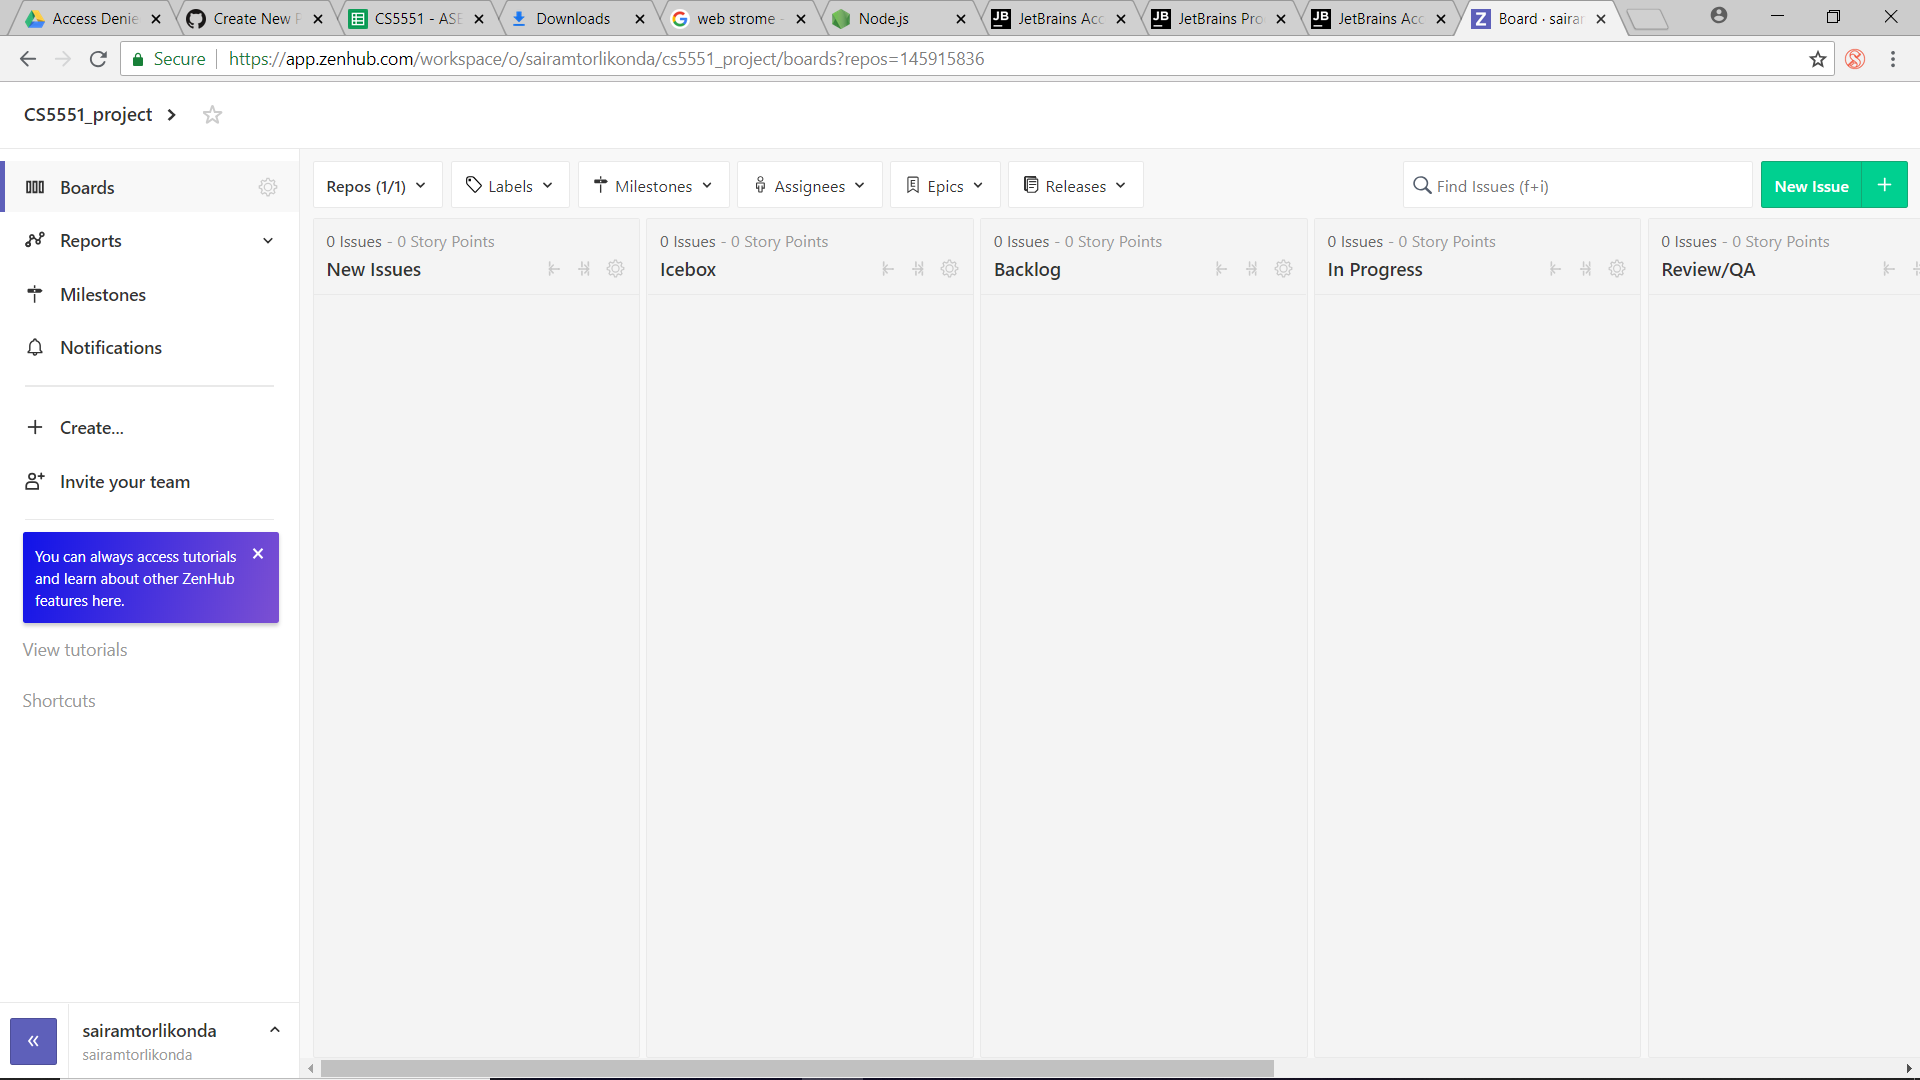 Access Denie
Create New P
CS5551 - ASE
Downloads
web strome -
Node.js
JetBrains Acc
JetBrains Pro
JetBrains Acc
Board · sairam
Secure
https://app.zenhub.com/workspace/o/sairamtorlikonda/cs5551_project/boards?repos=145915836
CS5551_project
Boards
Reports
Milestones
Notifications
Create...
Invite your team
You can always access tutorials
and learn about other ZenHub
features here.
View tutorials
Shortcuts
sairamtorlikonda
sairamtorlikonda
Repos (1/1)
Labels
Milestones
Assignees
Epics
Releases
Find Issues (f+i)
New Issue
0 Issues - 0 Story Points
New Issues
0 Issues - 0 Story Points
Icebox
0 Issues - 0 Story Points
Backlog
0 Issues - 0 Story Points
In Progress
0 Issues - 0 Story Points
Review/QA